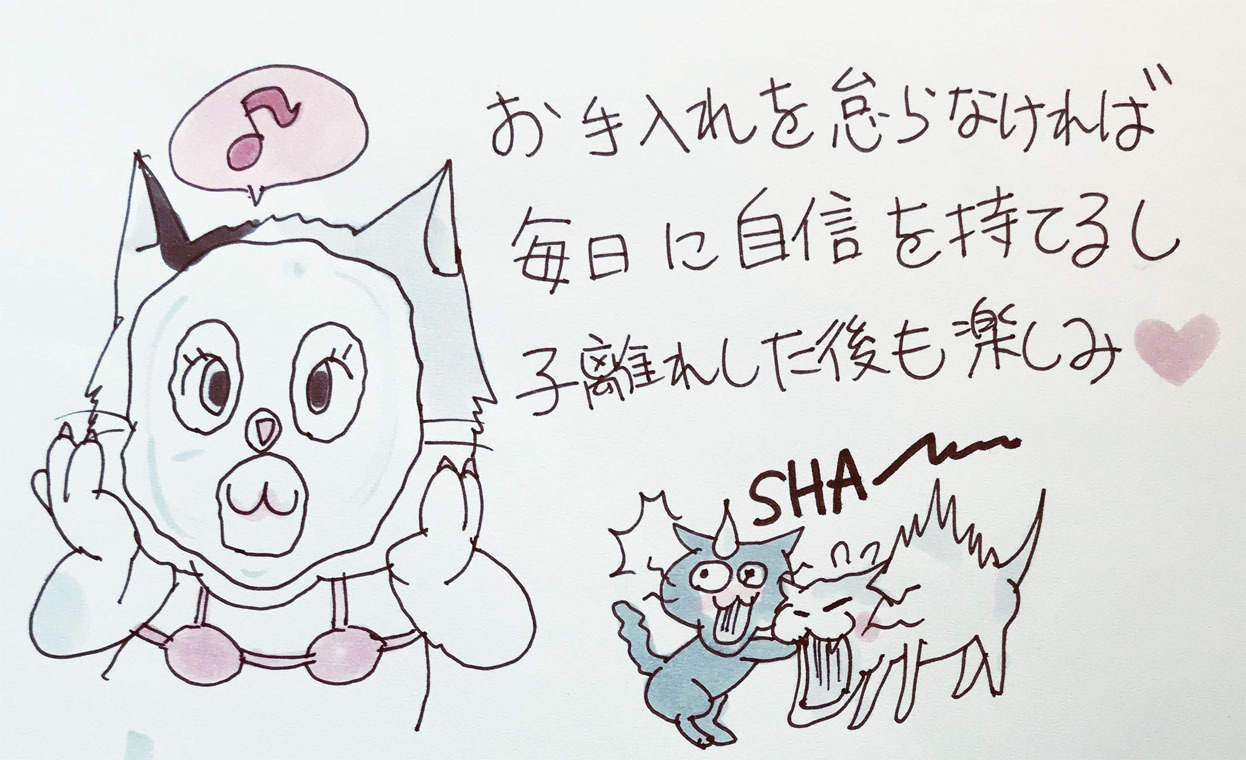 お手入れを怠らなければ
毎日に自信を持てるし
子離れした後も楽しみ
SHA